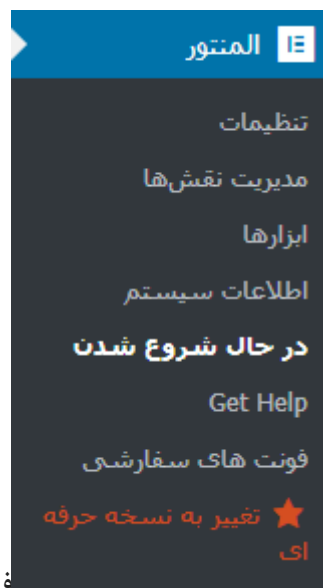 المنتور
تنظیمات
مدیریت نقش‌ها
ابزارها
اطلاعات سیستم
در حال شروع شدن
Get Help
فونت های سفارشی
تغییر به نسخه حرفه
ای